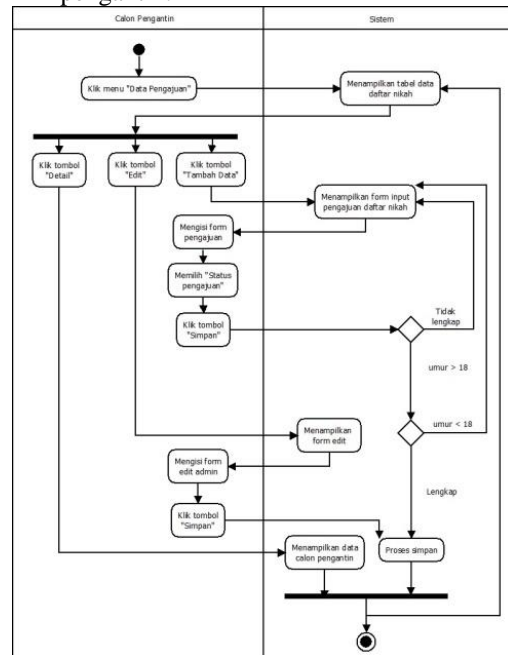 Calon Pengantin
Sistem
Klik menu "Data Pengajuan"
Menampilkan tabel data
daftar nikah
Klik tombol
"Detail"
Klik tombol
"Edit"
Klik tombol
"Tambah Data"
Menampilkan form input
pengajuan daftar nikah
Mengisi form
pengajuan
Memilih "Status
pengajuan"
Klik tombol
"Simpan"
Tidak
lengkap
umur > 18
umur < 18
Menampilkan
form edit
Mengisi form
edit admin
Lengkap
Klik tombol
"Simpan"
Menampilkan data
calon pengantin
Proses simpan